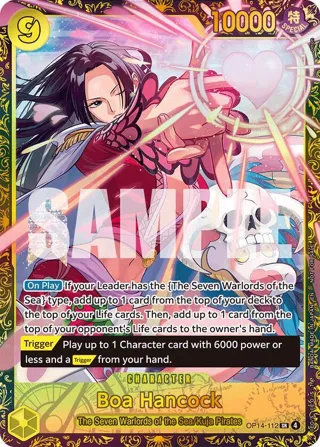 9
10000
特
SPECIAL
SAMPLE
On Play If your Leader has the {The Seven Warlords of the
Sea} type, add up to 1 card from the top of your deck to
the top of your Life cards. Then, add up to 1 card from the
top of your opponent's Life cards to the owner's hand.
Trigger Play up to 1 Character card with 6000 power or
less and a Trigger from your hand.
CHARACTER
Boa Hancock
The Seven Warlords of the Sea/Kuja Pirates
OP14-112 SR 4